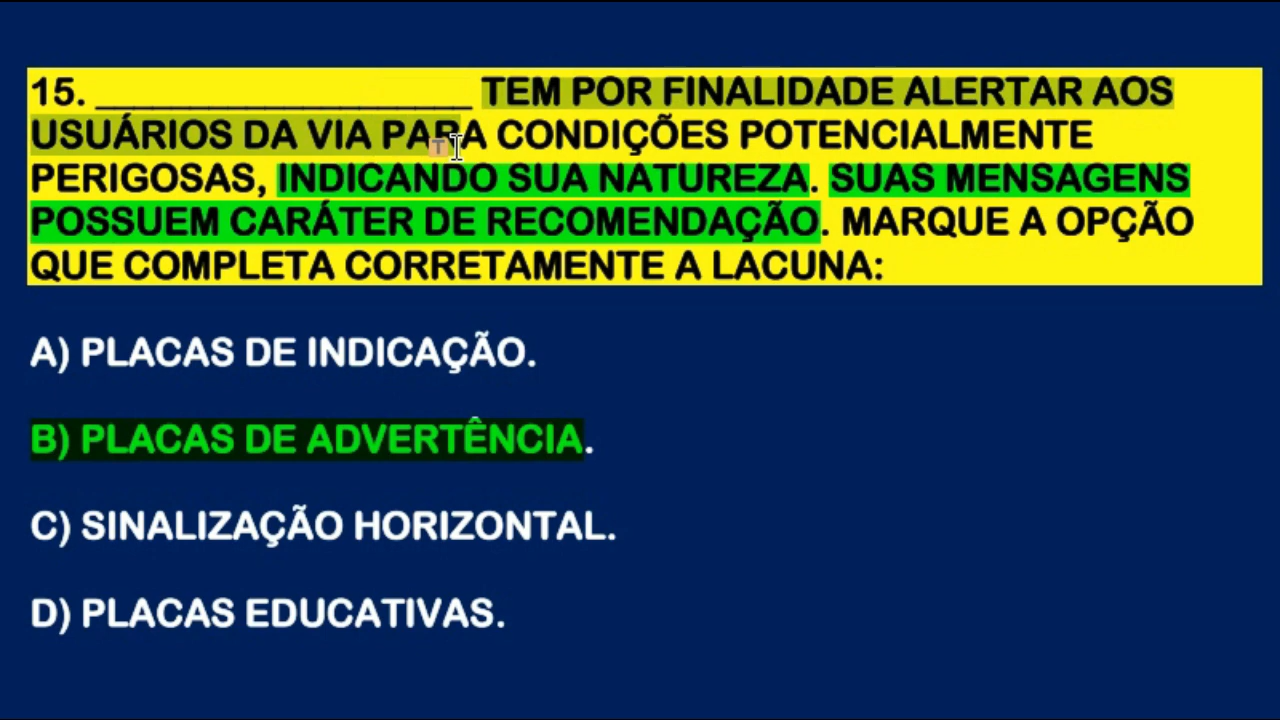 15. ____________________ TEM POR FINALIDADE ALERTAR AOS
USUÁRIOS DA VIA PARA CONDIÇÕES POTENCIALMENTE
PERIGOSAS, INDICANDO SUA NATUREZA. SUAS MENSAGENS
POSSUEM CARÁTER DE RECOMENDAÇÃO. MARQUE A OPÇÃO
QUE COMPLETA CORRETAMENTE A LACUNA:
A) PLACAS DE INDICAÇÃO.
B) PLACAS DE ADVERTÊNCIA.
C) SINALIZAÇÃO HORIZONTAL.
D) PLACAS EDUCATIVAS.